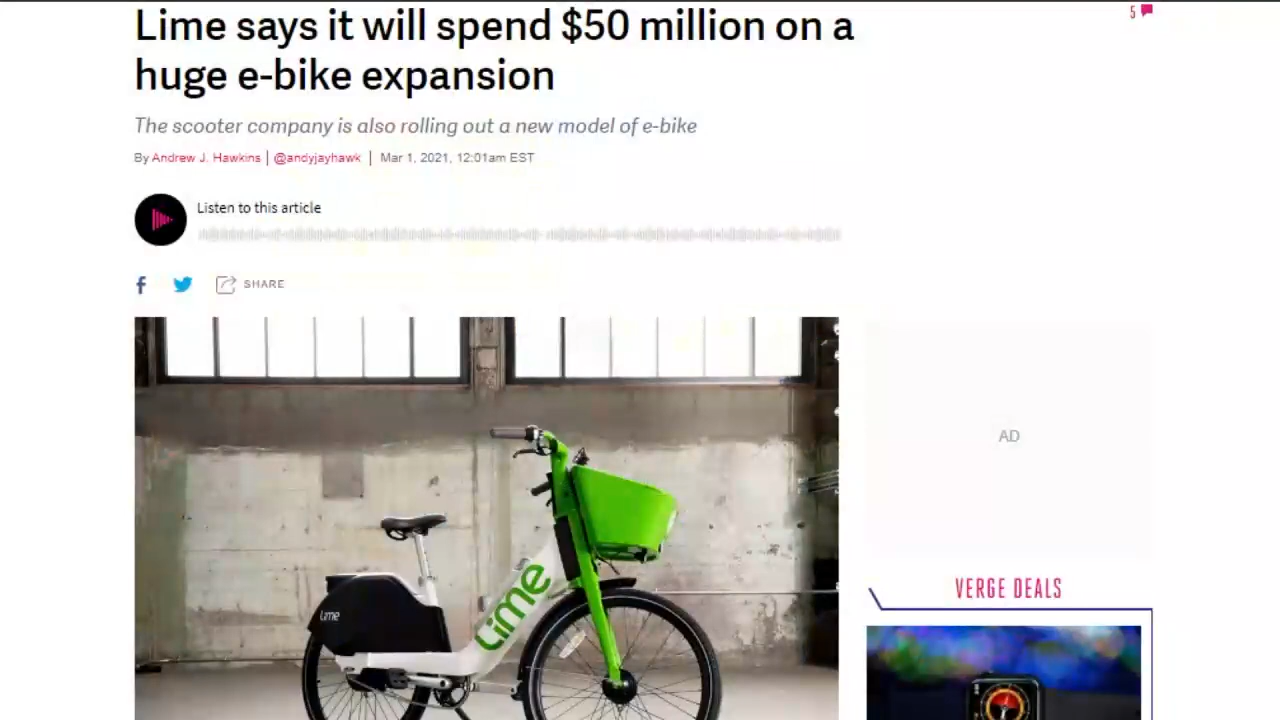 Lime says it will spend $50 million on a
huge e-bike expansion
5
The scooter company is also rolling out a new model of e-bike
By Andrew J. Hawkins | @andyjayhawk | Mar 1, 2021, 12:01am EST
Listen to this article
SHARE
AD
Lime
Lime
VERGE DEALS